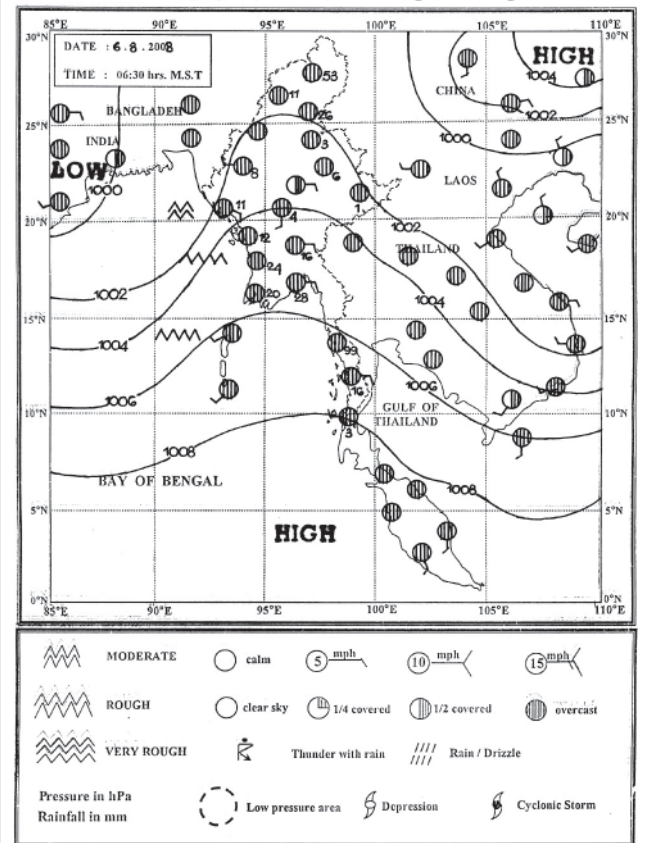 85°E 90°E 95°E 100°E 105°E 110°E
30°N
DATE : 6.8.2008
TIME : 06:30 hrs. M.S.T
53
HIGH
1004
11
CHINA
BANGLADEH
26
1002
25°N 25°N
3
1000
INDIA
LOW
8
6
LAOS
1000
11
4
1
20°N 20°N
1002
12
16
THAILAND
24
1002
20
28
1004
15°N 15°N
1004
99
1006
16
1006
GULF OF
THAILAND
10°N 10°N
3
1008
BAY OF BENGAL
1008
5°N 5°N
HIGH
0°N 0°N
85°E 90°E 95°E 100°E 105°E 110°E
MODERATE calm 5 mph 10 mph 15 mph
ROUGH clear sky 1/4 covered 1/2 covered overcast
VERY ROUGH Thunder with rain Rain / Drizzle
Pressure in hPa
Rainfall in mm
Low pressure area Depression Cyclonic Storm